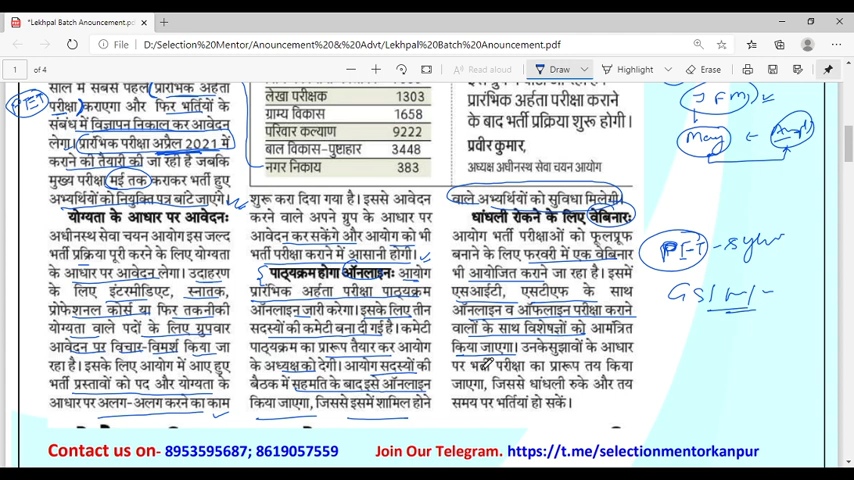 *Lekhpal Batch Anouncement.pdf
File
D:/Selection%20Mentor/Anouncement%20&%20Advt/Lekhpal%20Batch%20Anouncement.pdf
1 of 4
Read aloud
Draw
Highlight
Erase
साल में सबसे पहले प्रारंभिक अर्हता
परीक्षा कराएगा और फिर भर्तियों के
संबंध में विज्ञापन निकाल कर आवेदन
लेगा। प्रारंभिक परीक्षा अप्रैल 2021 में
कराने की तैयारी की जा रही है जबकि
मुख्य परीक्षा मई तक कराकर भर्ती हुए
अभ्यर्थियों को नियुक्ति पत्र बांटे जाएंगे।
योग्यता के आधार पर आवेदनः
अधीनस्थ सेवा चयन आयोग इस जल्द
भर्ती प्रक्रिया पूरी करने के लिए योग्यता
के आधार पर आवेदन लेगा। उदाहरण
के लिए इंटरमीडिएट, स्नातक,
प्रोफेशनल कोर्स या फिर तकनीकी
योग्यता वाले पदों के लिए ग्रुपवार
आवेदन पर विचार-विमर्श किया जा
रहा है। इसके लिए आयोग में आए हुए
भर्ती प्रस्तावों को पद और योग्यता के
आधार पर अलग-अलग करने का काम
लेखा परीक्षक 1303
ग्राम्य विकास 1658
परिवार कल्याण 9222
बाल विकास-पुष्टाहार 3448
नगर निकाय 383
शुरू करा दिया गया है। इससे आवेदन
करने वाले अपने ग्रुप के आधार पर
आवेदन कर सकेंगे और आयोग को भी
भर्ती परीक्षा कराने में आसानी होगी।
पाठ्यक्रम होगा ऑनलाइनः आयोग
प्रारंभिक अर्हता परीक्षा पाठ्यक्रम
ऑनलाइन जारी करेगा। इसके लिए तीन
सदस्यों की कमेटी बना दी गई है। कमेटी
पाठ्यक्रम का प्रारूप तैयार कर आयोग
के अध्यक्ष को देगी। आयोग सदस्यों की
बैठक में सहमति के बाद इसे ऑनलाइन
किया जाएगा, जिससे इसमें शामिल होने
प्रारंभिक अर्हता परीक्षा कराने
के बाद भर्ती प्रक्रिया शुरू होगी।
प्रवीर कुमार,
अध्यक्ष अधीनस्थ सेवा चयन आयोग
वाले अभ्यर्थियों को सुविधा मिलेगी।
धांधली रोकने के लिए वेबिनारः
आयोग भर्ती परीक्षाओं को फूलप्रूफ
बनाने के लिए फरवरी में एक वेबिनार
भी आयोजित कराने जा रहा है। इसमें
एसआईटी, एसटीएफ के साथ
ऑनलाइन व ऑफलाइन परीक्षा कराने
वालों के साथ विशेषज्ञों को आमंत्रित
किया जाएगा। उनके सुझावों के आधार
पर भर्ती परीक्षा का प्रारूप तय किया
जाएगा, जिससे धांधली रुके और तय
समय पर भर्तियां हो सकें।
PET
J F M
May
PET
Contact us- 8953595687; 8619057559
Join Our Telegram. https://t.me/selectionmentorkanpur